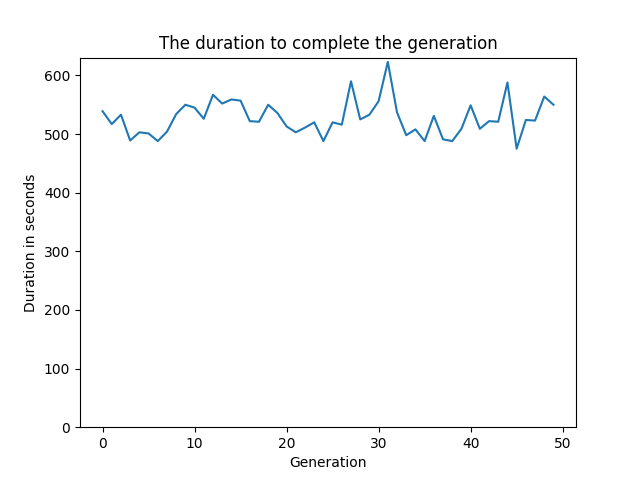 The duration to complete the generation
600
500
400
300
200
100
0
Duration in seconds
0 10 20 30 40 50
Generation